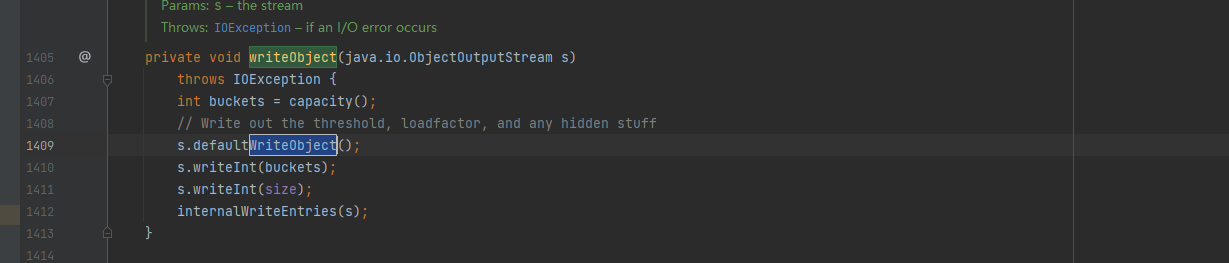 Params: s – the stream
Throws: IOException – if an I/O error occurs
1405 @ private void writeObject(java.io.ObjectOutputStream s)
1406 throws IOException {
1407 int buckets = capacity();
1408 // Write out the threshold, loadfactor, and any hidden stuff
1409 s.defaultWriteObject();
1410 s.writeInt(buckets);
1411 s.writeInt(size);
1412 internalWriteEntries(s);
1413 }
1414